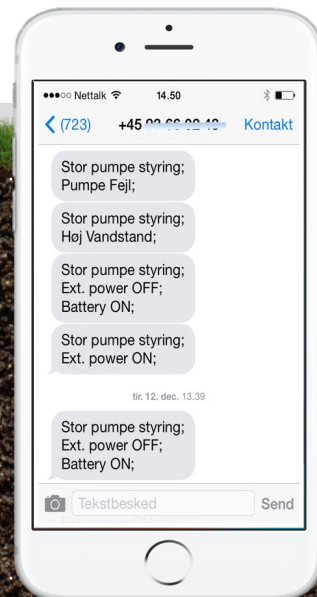 Nettalk 14.50
(723) +45 Kontakt
Stor pumpe styring;
Pumpe Fejl;
Stor pumpe styring;
Høj Vandstand;
Stor pumpe styring;
Ext. power OFF;
Battery ON;
Stor pumpe styring;
Ext. power ON;
tir. 12. dec. 13.39
Stor pumpe styring;
Ext. power OFF;
Battery ON;
Tekstbesked Send